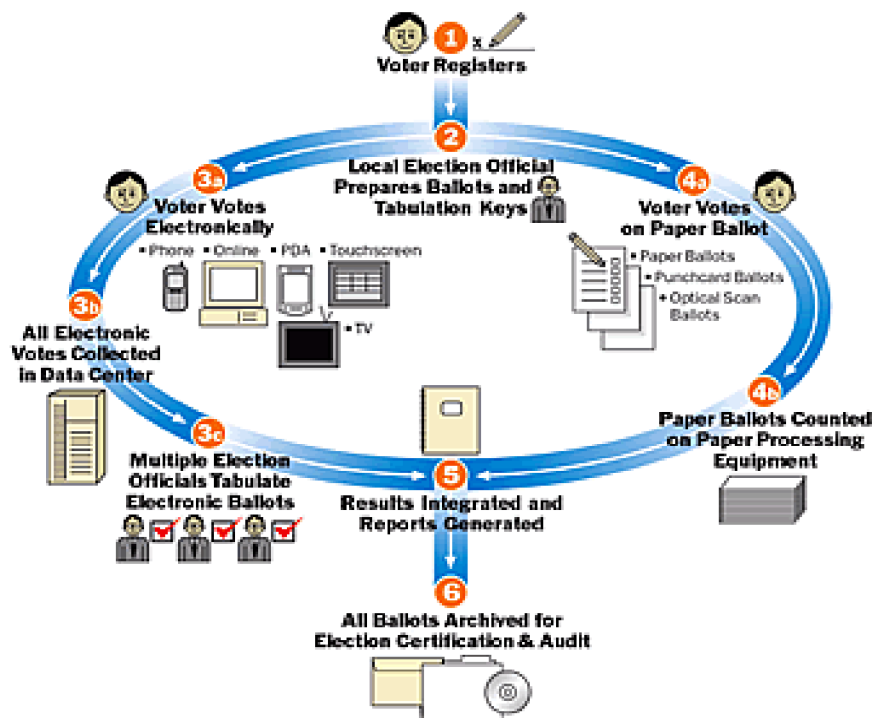 1 x
Voter Registers
2
Local Election Official
Prepares Ballots and
Tabulation Keys
3a
Voter Votes
Electronically
▪ Phone ▪ Online ▪ PDA ▪ Touchscreen
▪ TV
3b
All Electronic
Votes Collected
in Data Center
3c
Multiple Election
Officials Tabulate
Electronic Ballots
4a
Voter Votes
on Paper Ballot
▪ Paper Ballots
▪ Punchcard Ballots
▪ Optical Scan
Ballots
4b
Paper Ballots Counted
on Paper Processing
Equipment
5
Results Integrated and
Reports Generated
6
All Ballots Archived for
Election Certification & Audit